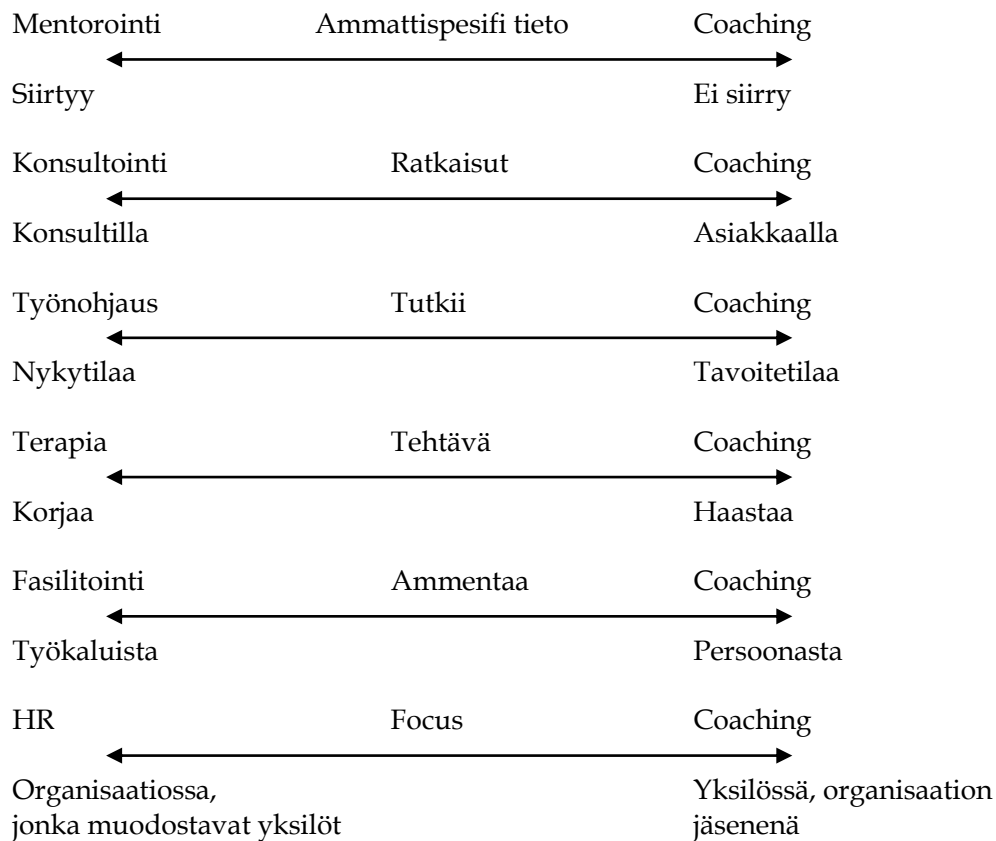 Mentorointi Ammattispesifi tieto Coaching
Siirtyy Ei siirry
Konsultointi Ratkaisut Coaching
Konsultilla Asiakkaalla
Työnohjaus Tutkii Coaching
Nykytilaa Tavoitetilaa
Terapia Tehtävä Coaching
Korjaa Haastaa
Fasilitointi Ammentaa Coaching
Työkaluista Persoonasta
HR Focus Coaching
Organisaatiossa, Yksilössä, organisaation
jonka muodostavat yksilöt jäsenenä